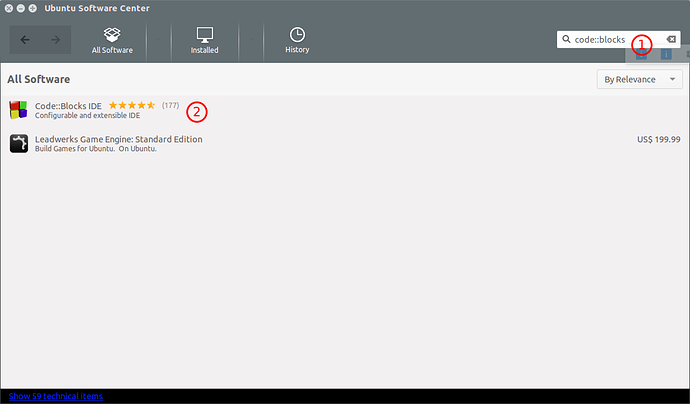 Ubuntu Software Center
All Software
Installed
History
code::blocks
1
All Software
By Relevance
Code::Blocks IDE (177)
2
Configurable and extensible IDE
Leadwerks Game Engine: Standard Edition
US$ 199.99
Build Games for Ubuntu. On Ubuntu.
Show 59 technical items